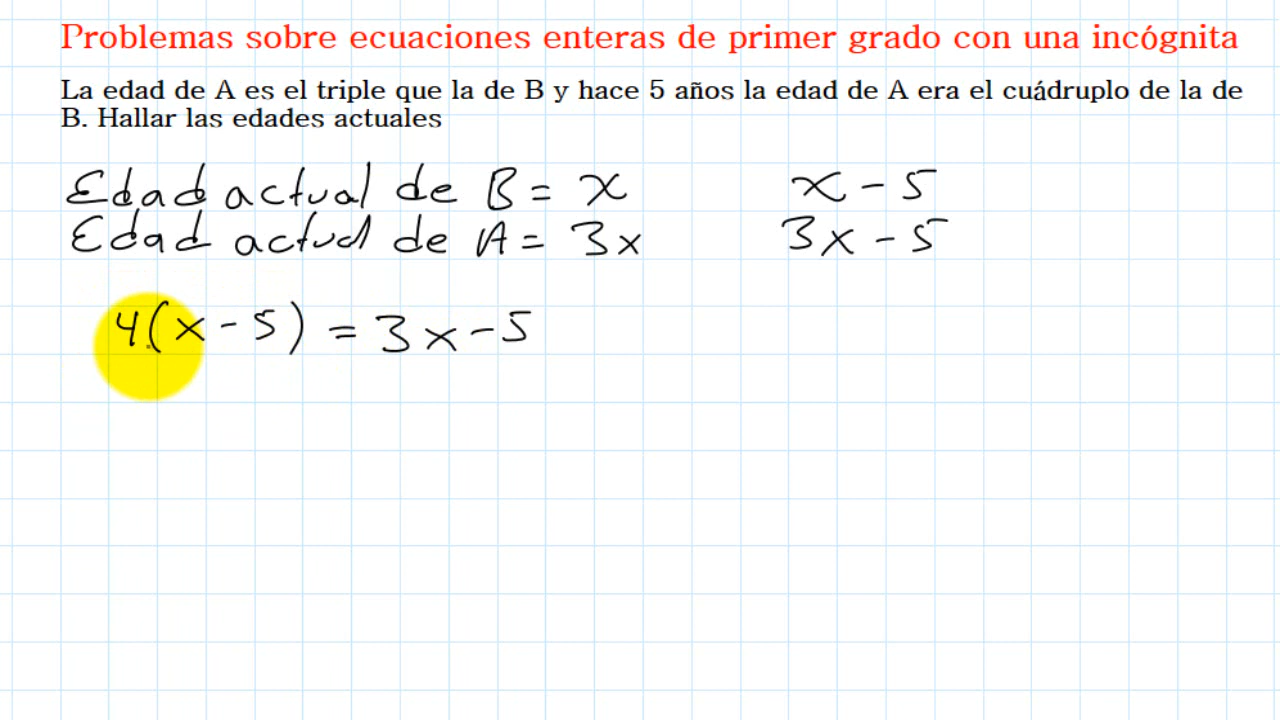 Problemas sobre ecuaciones enteras de primer grado con una incógnita
La edad de A es el triple que la de B y hace 5 años la edad de A era el cuádruplo de la de
B. Hallar las edades actuales
Edad actual de B = x x - 5
Edad actual de A = 3x 3x - 5
4(x - 5) = 3x - 5